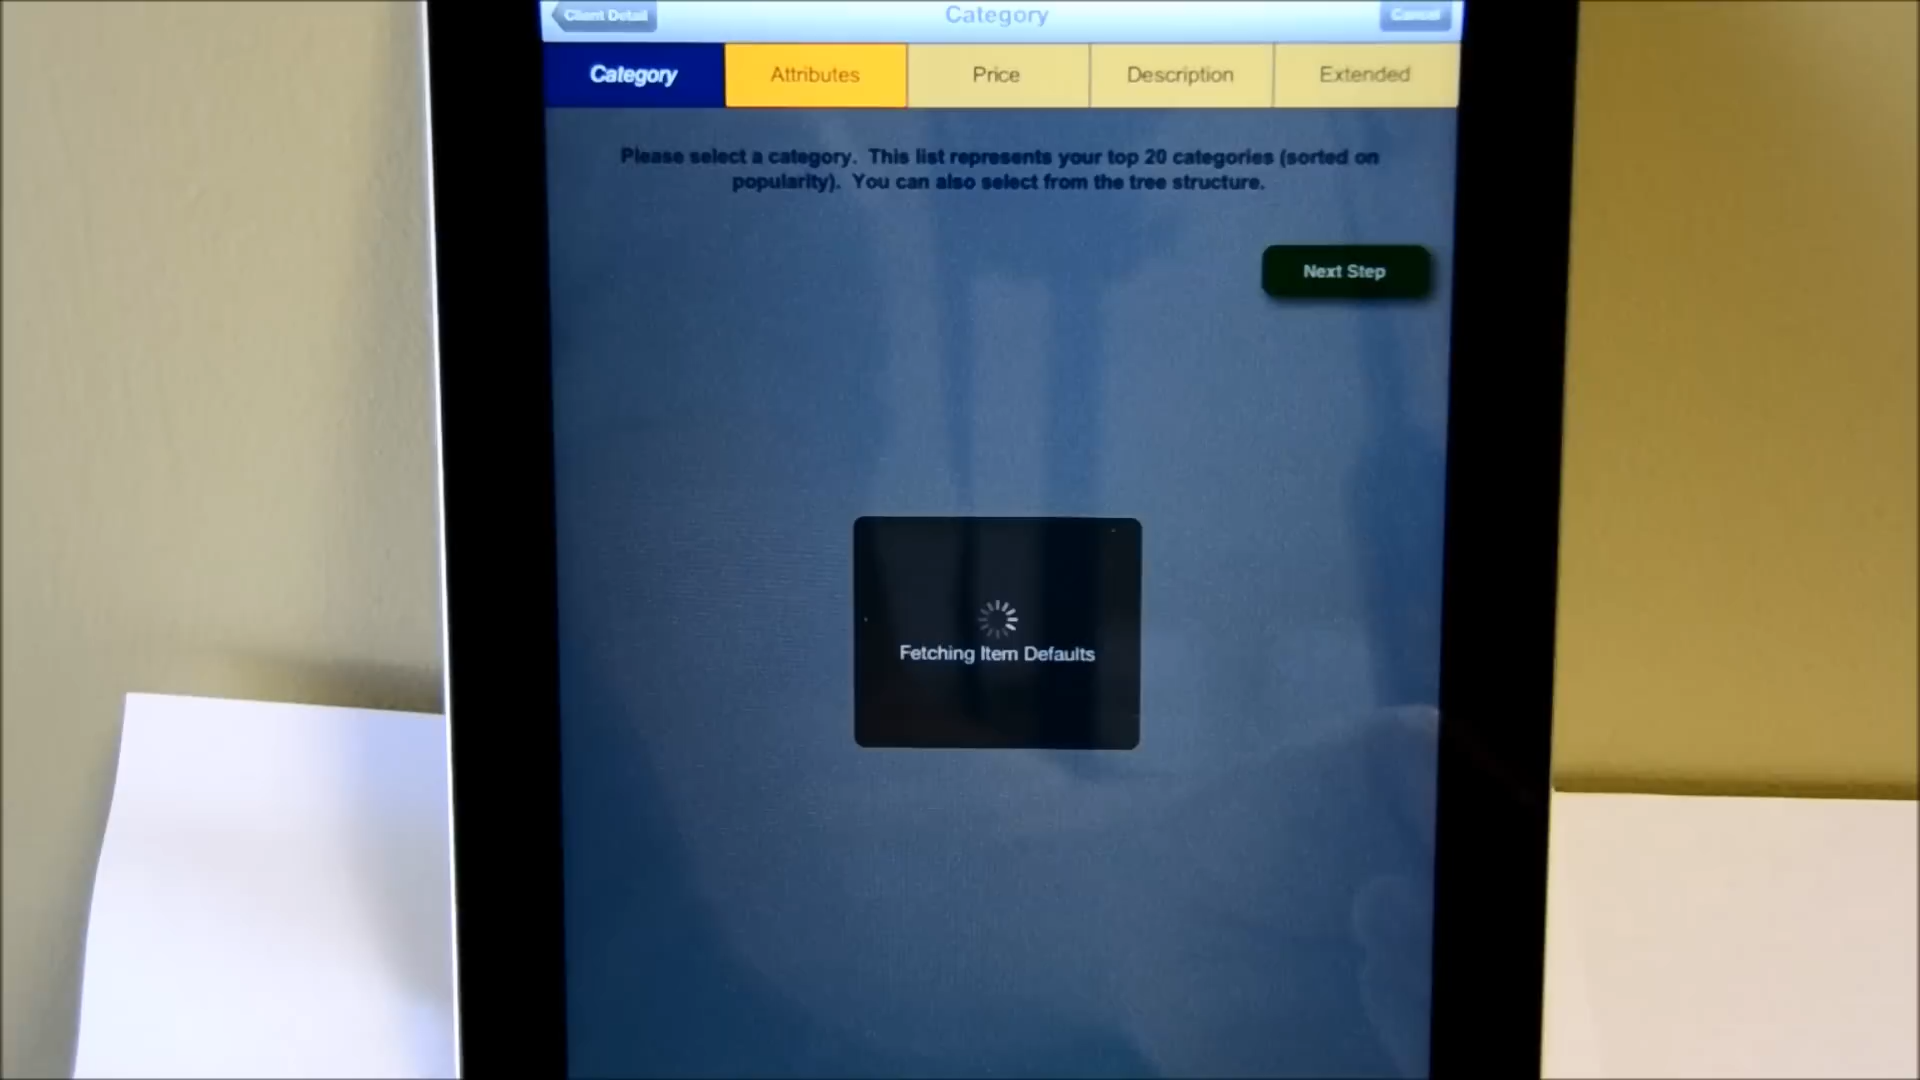 Client Detail
Category
Cancel
Category
Attributes
Price
Description
Extended
Please select a category. This list represents your top 20 categories (sorted on
popularity). You can also select from the tree structure.
Next Step
Fetching Item Defaults